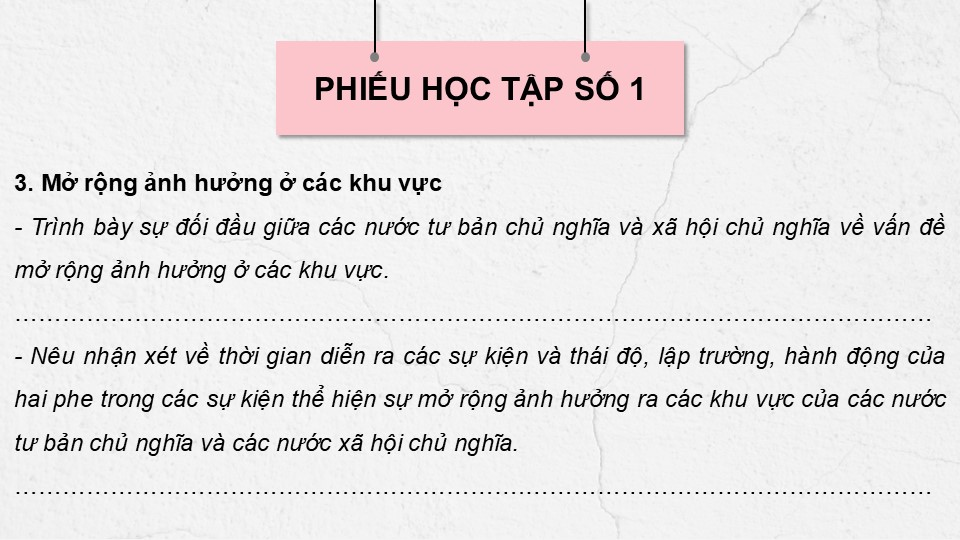 PHIẾU HỌC TẬP SỐ 1
3. Mở rộng ảnh hưởng ở các khu vực
- Trình bày sự đối đầu giữa các nước tư bản chủ nghĩa và xã hội chủ nghĩa về vấn đề
mở rộng ảnh hưởng ở các khu vực.
……………………………………………………………………………………………………
- Nêu nhận xét về thời gian diễn ra các sự kiện và thái độ, lập trường, hành động của
hai phe trong các sự kiện thể hiện sự mở rộng ảnh hưởng ra các khu vực của các nước
tư bản chủ nghĩa và các nước xã hội chủ nghĩa.
……………………………………………………………………………………………………